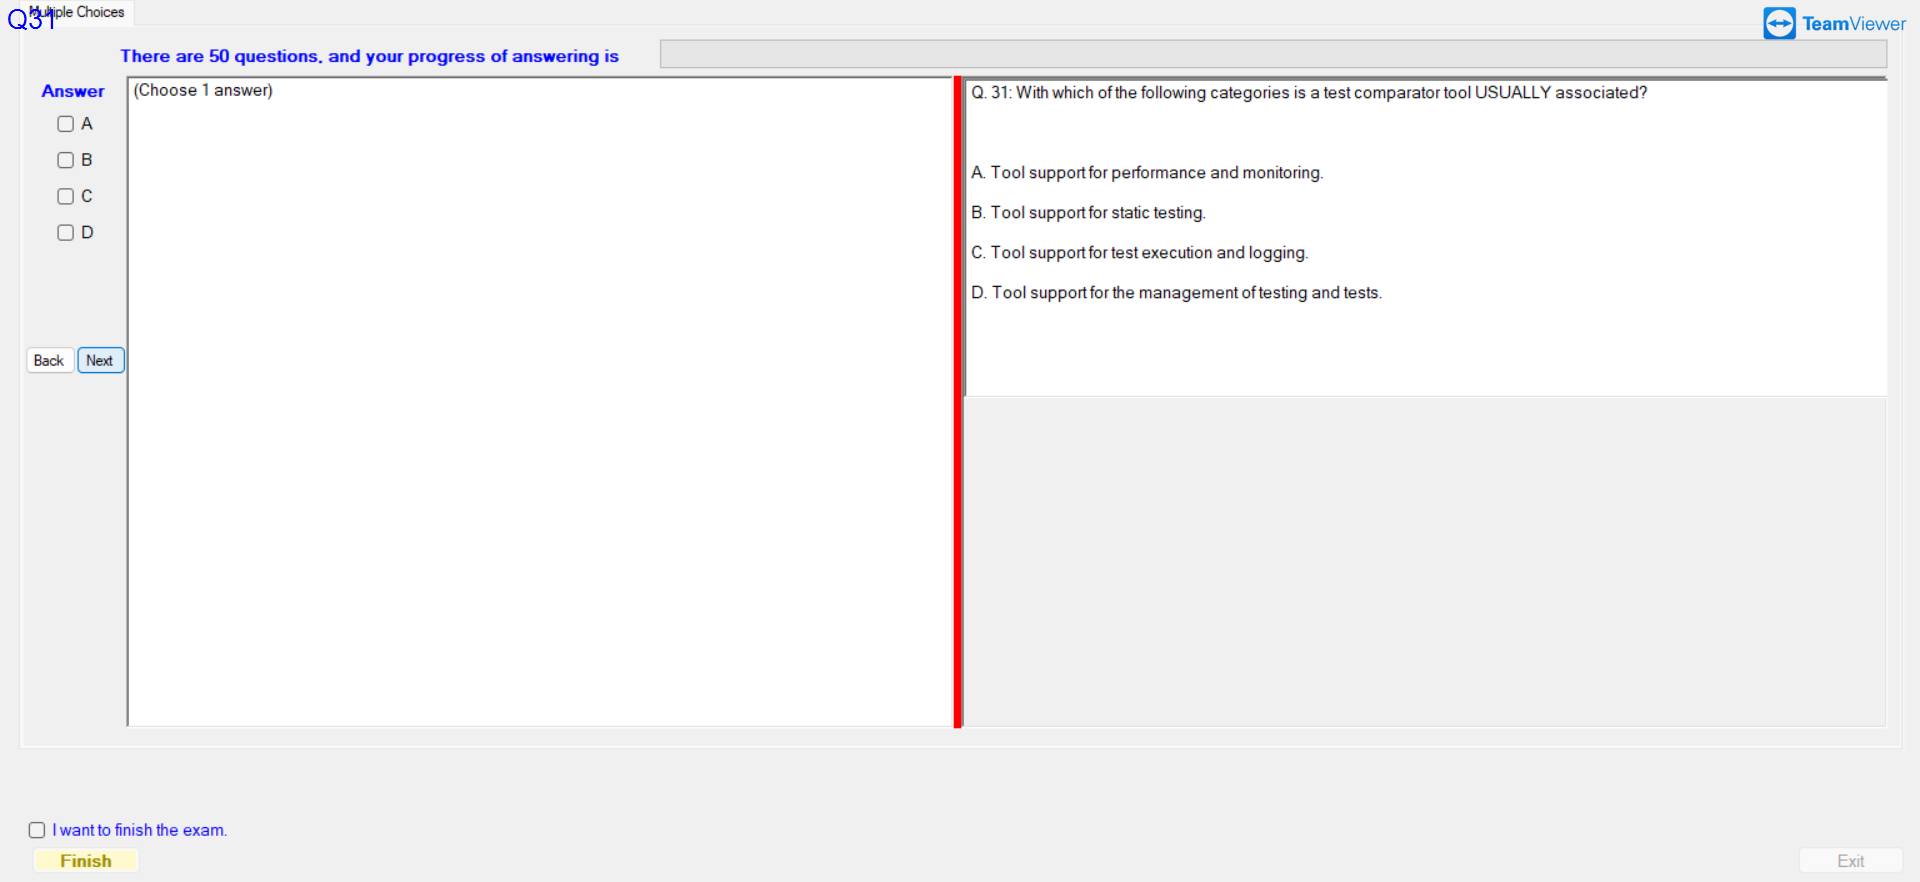 Multiple Choices
Q31
TeamViewer
There are 50 questions, and your progress of answering is
Answer
(Choose 1 answer)
A
B
C
D
Back
Next
Q. 31: With which of the following categories is a test comparator tool USUALLY associated?
A. Tool support for performance and monitoring.
B. Tool support for static testing.
C. Tool support for test execution and logging.
D. Tool support for the management of testing and tests.
I want to finish the exam.
Finish
Exit